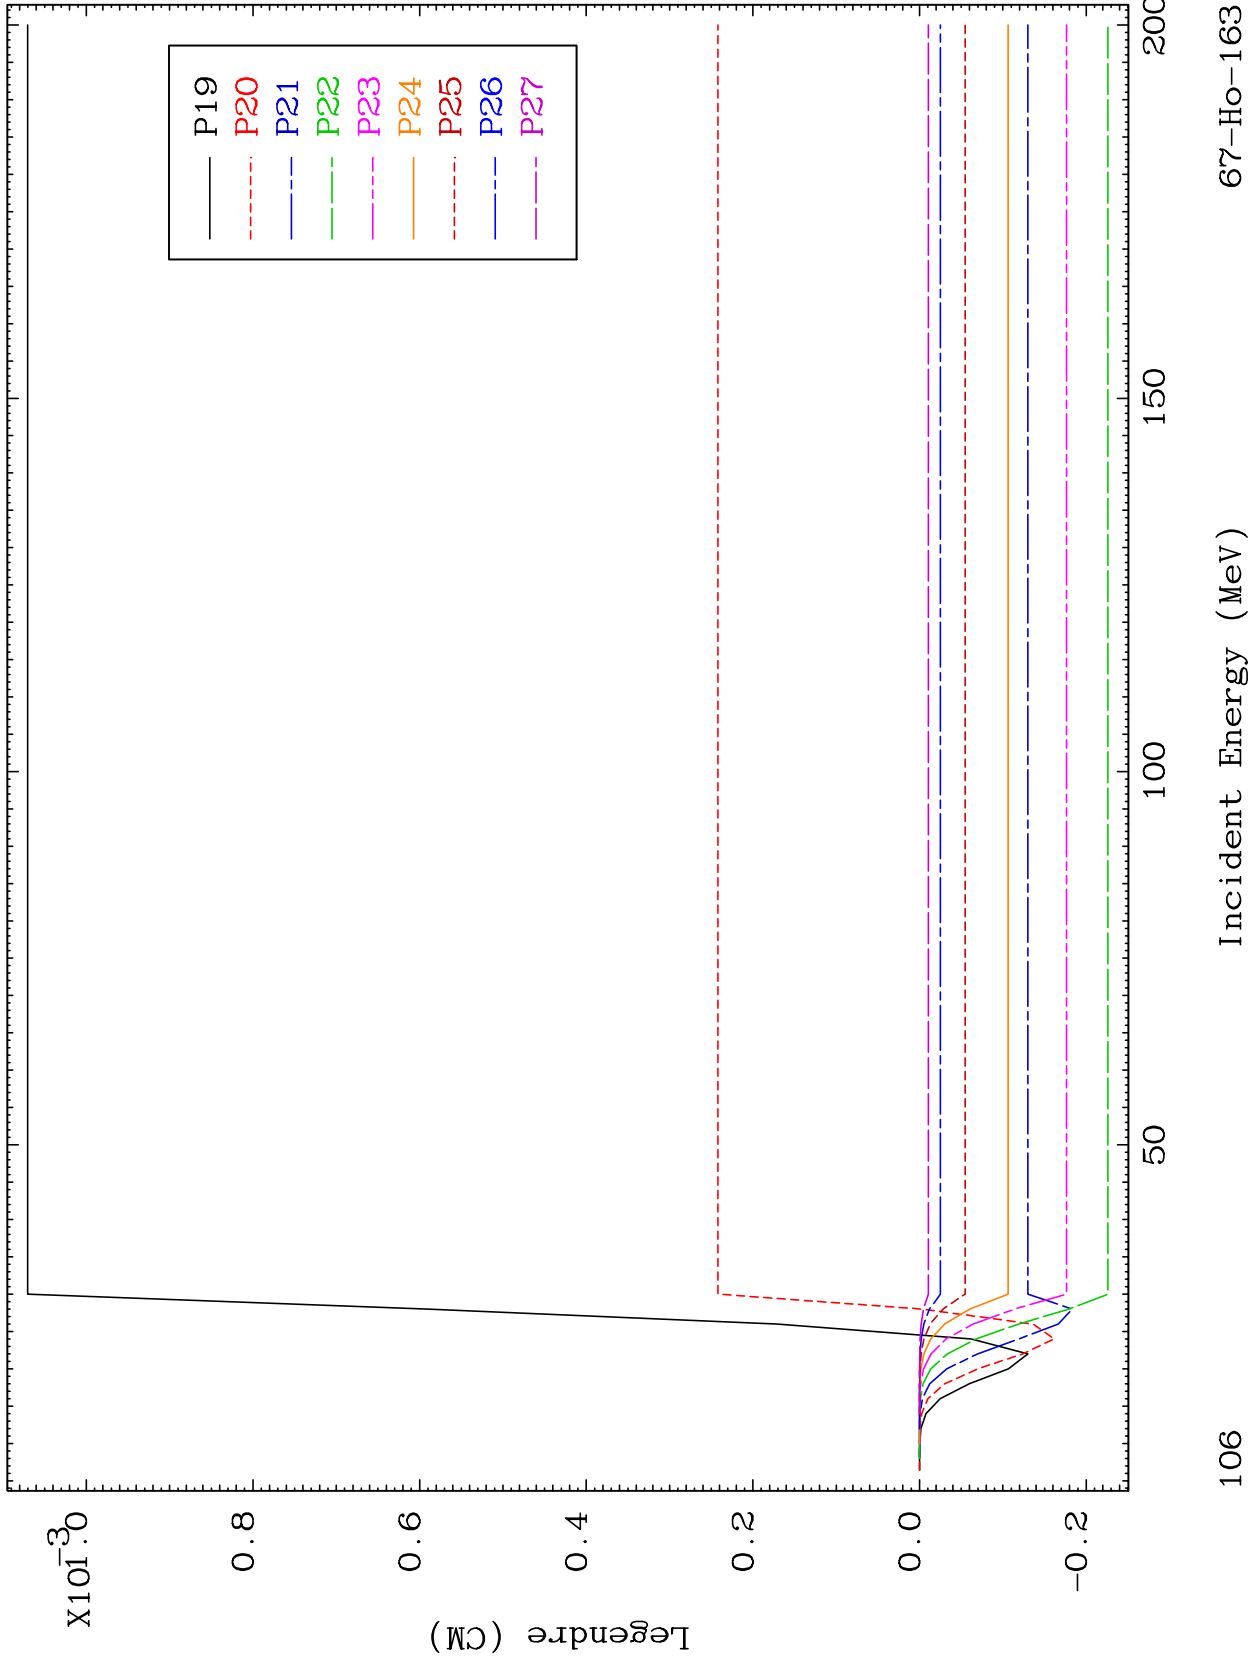 X10-3
1.0
0.8
0.6
0.4
0.2
0.0
-0.2
Legendre (CM)
P19
P20
P21
P22
P23
P24
P25
P26
P27
50
100
150
200
106
Incident Energy (MeV)
67-Ho-163